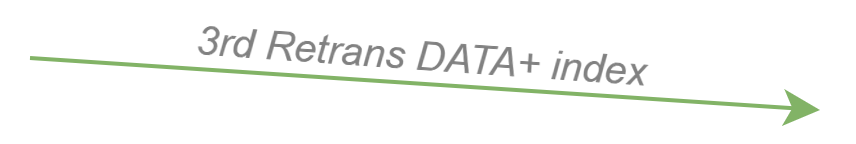 3rd Retrans DATA+ index